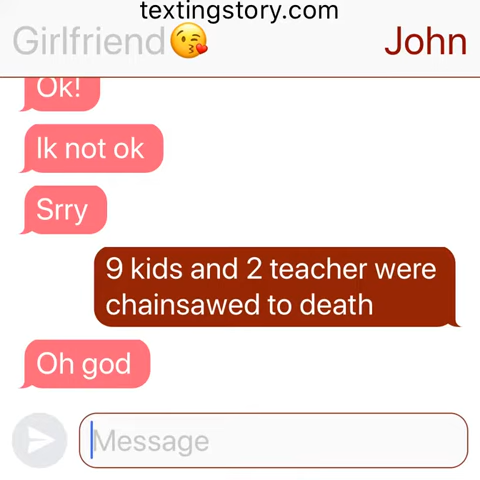 textingstory.com
Girlfriend😘 John
Ok!
Ik not ok
Srry
9 kids and 2 teacher were
chainsawed to death
Oh god
Message